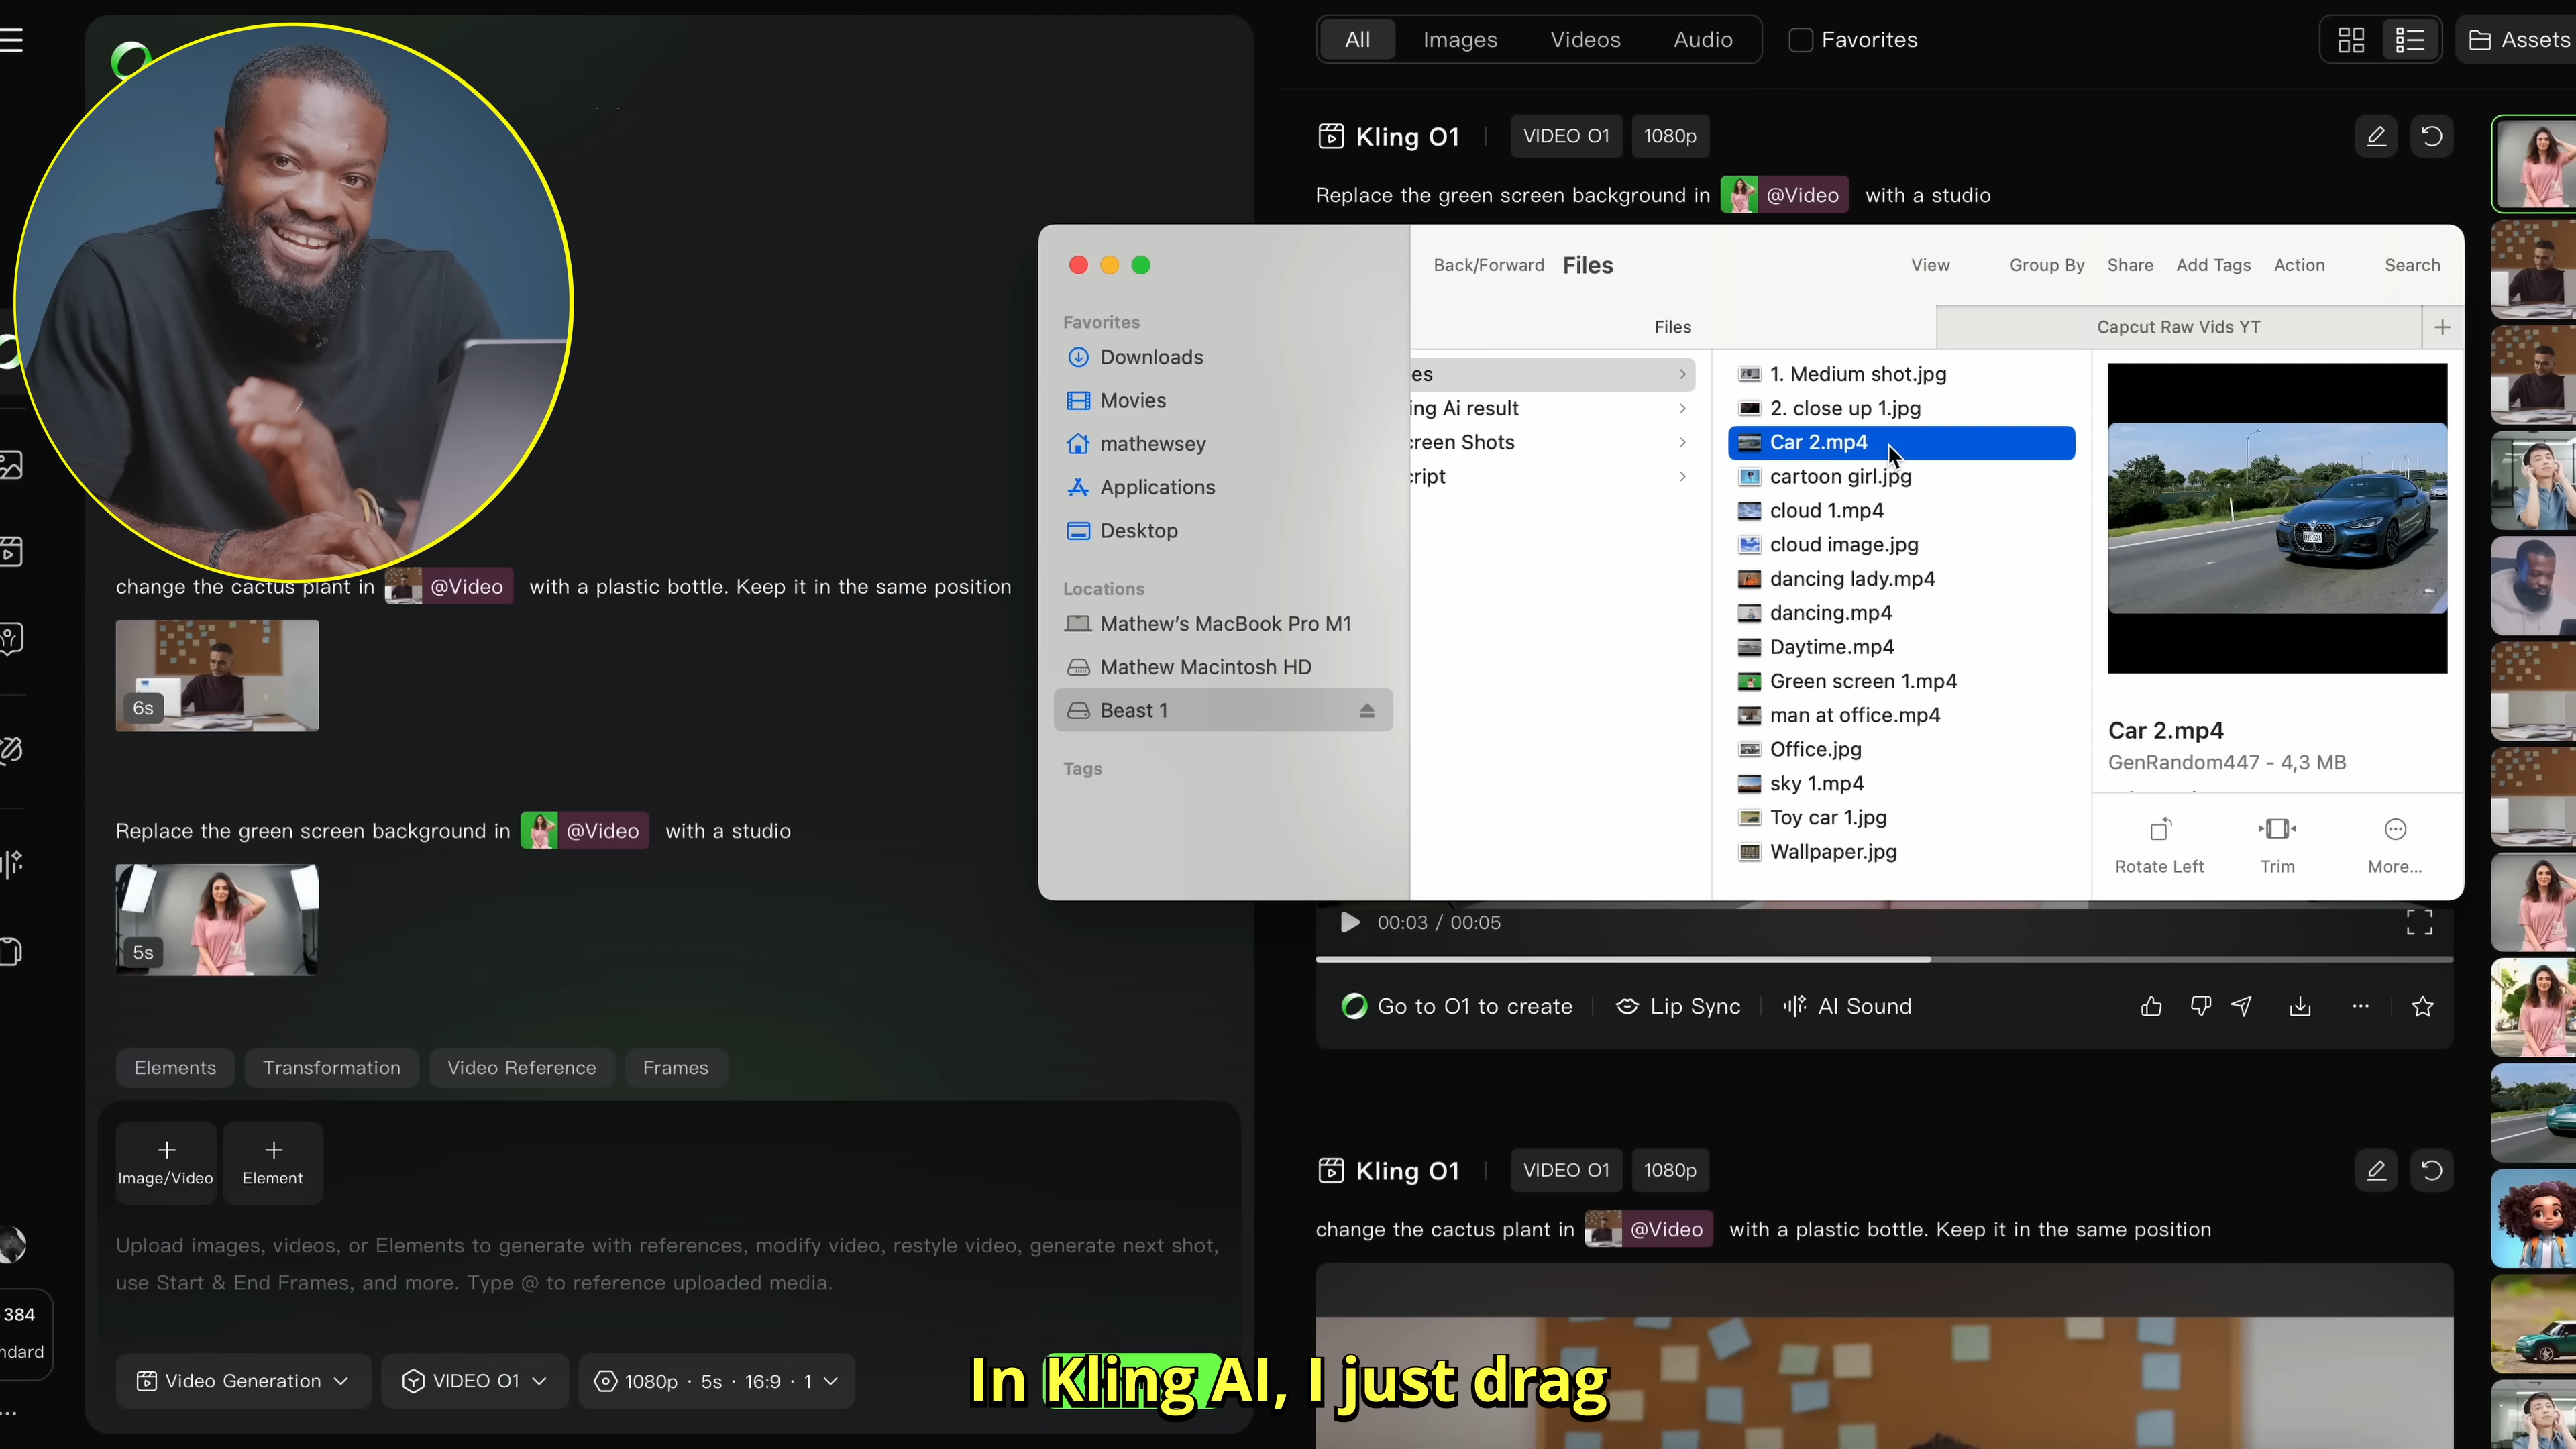 All Images Videos Audio Favorites Assets
Kling O1 VIDEO O1 1080p
Replace the green screen background in @Video with a studio
Back/Forward Files View Group By Share Add Tags Action Search
Files Capcut Raw Vids YT
Favorites
Downloads
Movies
mathewsey
Applications
Desktop
Locations
Mathew's MacBook Pro M1
Mathew Macintosh HD
Beast 1
Tags
es
ing Ai result
creen Shots
cript
1. Medium shot.jpg
2. close up 1.jpg
Car 2.mp4
cartoon girl.jpg
cloud 1.mp4
cloud image.jpg
dancing lady.mp4
dancing.mp4
Daytime.mp4
Green screen 1.mp4
man at office.mp4
Office.jpg
sky 1.mp4
Toy car 1.jpg
Wallpaper.jpg
Car 2.mp4
GenRandom447 - 4,3 MB
Rotate Left Trim More...
change the cactus plant in @Video with a plastic bottle. Keep it in the same position
6s
Replace the green screen background in @Video with a studio
5s
00:03 / 00:05
Go to O1 to create Lip Sync AI Sound
Elements Transformation Video Reference Frames
Image/Video Element
Upload images, videos, or Elements to generate with references, modify video, restyle video, generate next shot,
use Start & End Frames, and more. Type @ to reference uploaded media.
384
ndard
Video Generation VIDEO O1 1080p · 5s · 16:9 · 1
Kling O1 VIDEO O1 1080p
change the cactus plant in @Video with a plastic bottle. Keep it in the same position
In Kling AI, I just drag